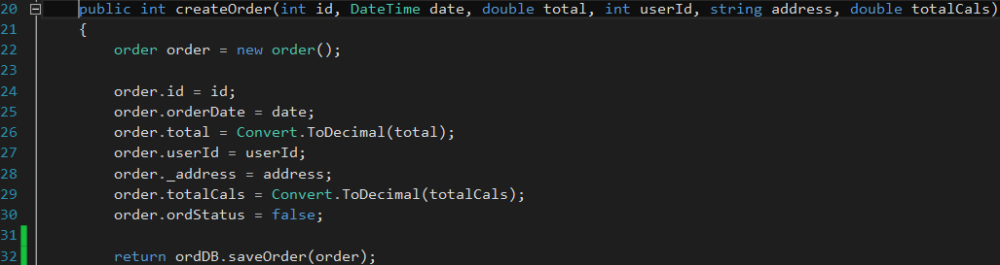 20 public int createOrder(int id, DateTime date, double total, int userId, string address, double totalCals)
21 {
22 order order = new order();
23
24 order.id = id;
25 order.orderDate = date;
26 order.total = Convert.ToDecimal(total);
27 order.userId = userId;
28 order._address = address;
29 order.totalCals = Convert.ToDecimal(totalCals);
30 order.ordStatus = false;
31
32 return ordDB.saveOrder(order);